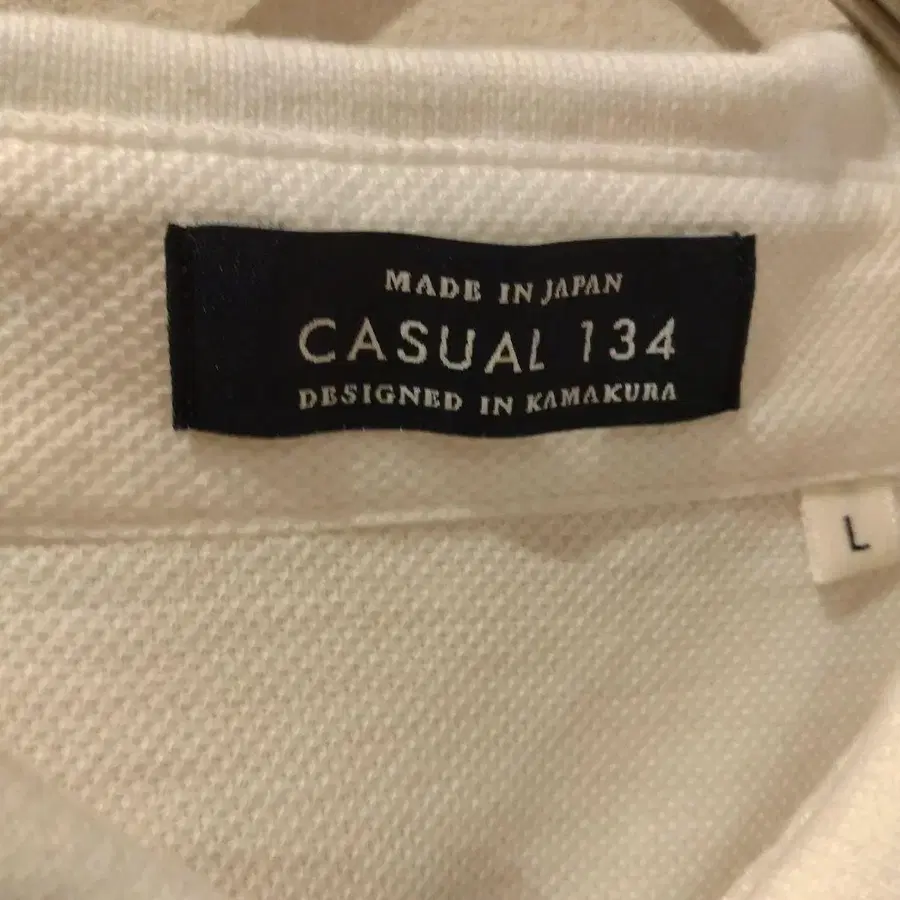 MADE IN JAPAN
CASUAL 134
DESIGNED IN KAMAKURA
L